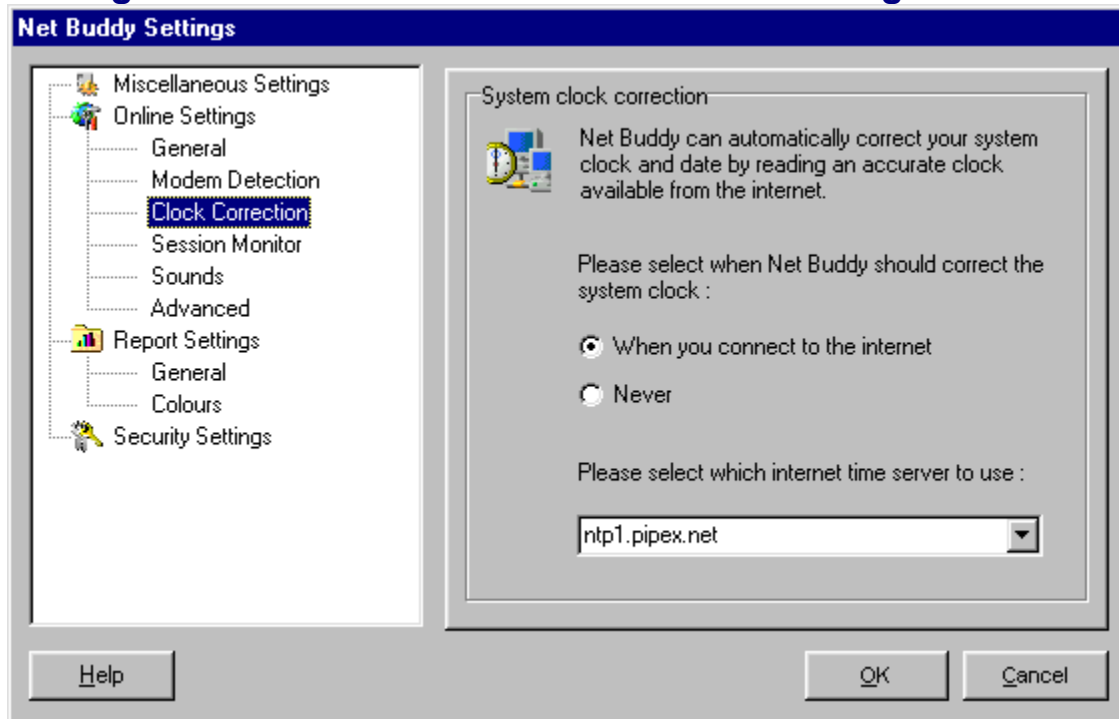 Net Buddy Settings
Miscellaneous Settings
Online Settings
General
Modem Detection
Clock Correction
Session Monitor
Sounds
Advanced
Report Settings
General
Colours
Security Settings
System clock correction
Net Buddy can automatically correct your system
clock and date by reading an accurate clock
available from the internet.
Please select when Net Buddy should correct the
system clock :
When you connect to the internet
Never
Please select which internet time server to use :
ntp1.pipex.net
Help
OK
Cancel